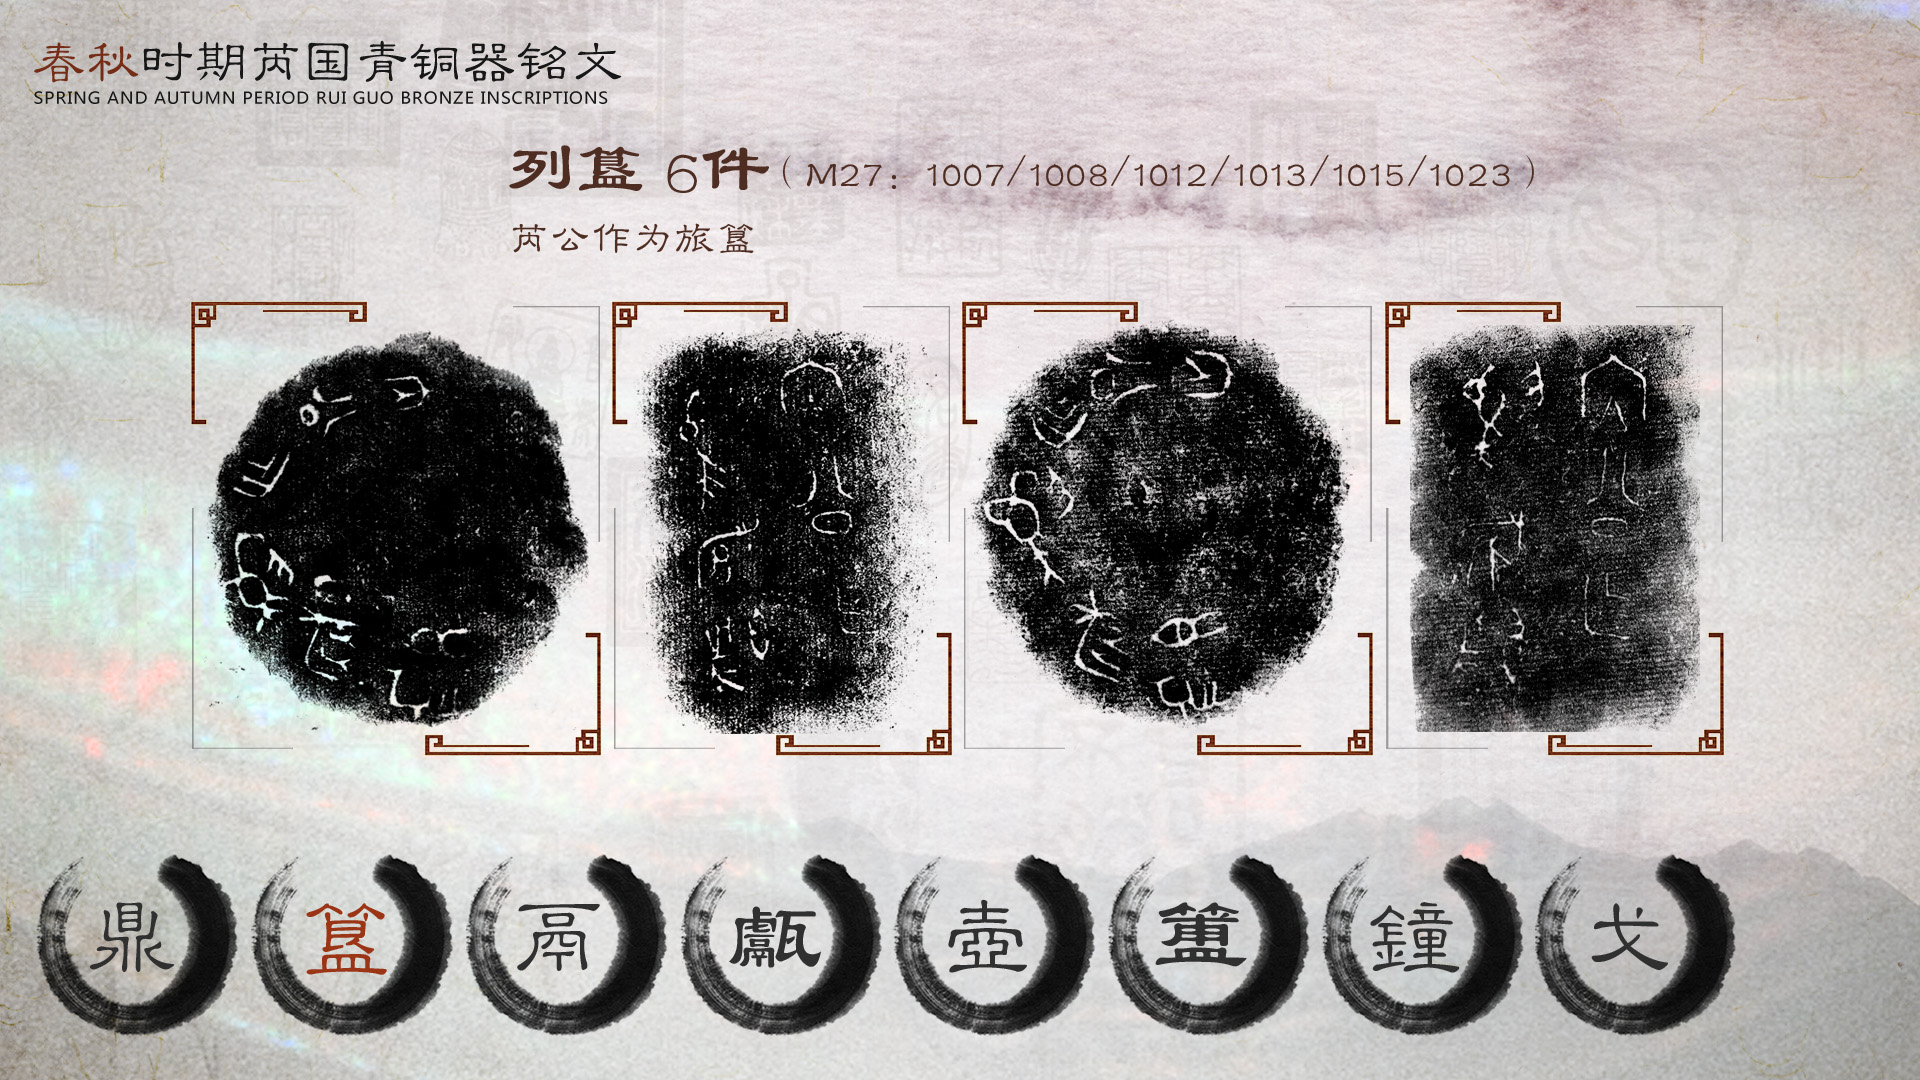 春秋时期芮国青铜器铭文
SPRING AND AUTUMN PERIOD RUI GUO BRONZE INSCRIPTIONS
列簋 6件（M27：1007/1008/1012/1013/1015/1023）
芮公作为旅簋
鼎 簋 鬲 甗 壶 簠 鐘 戈